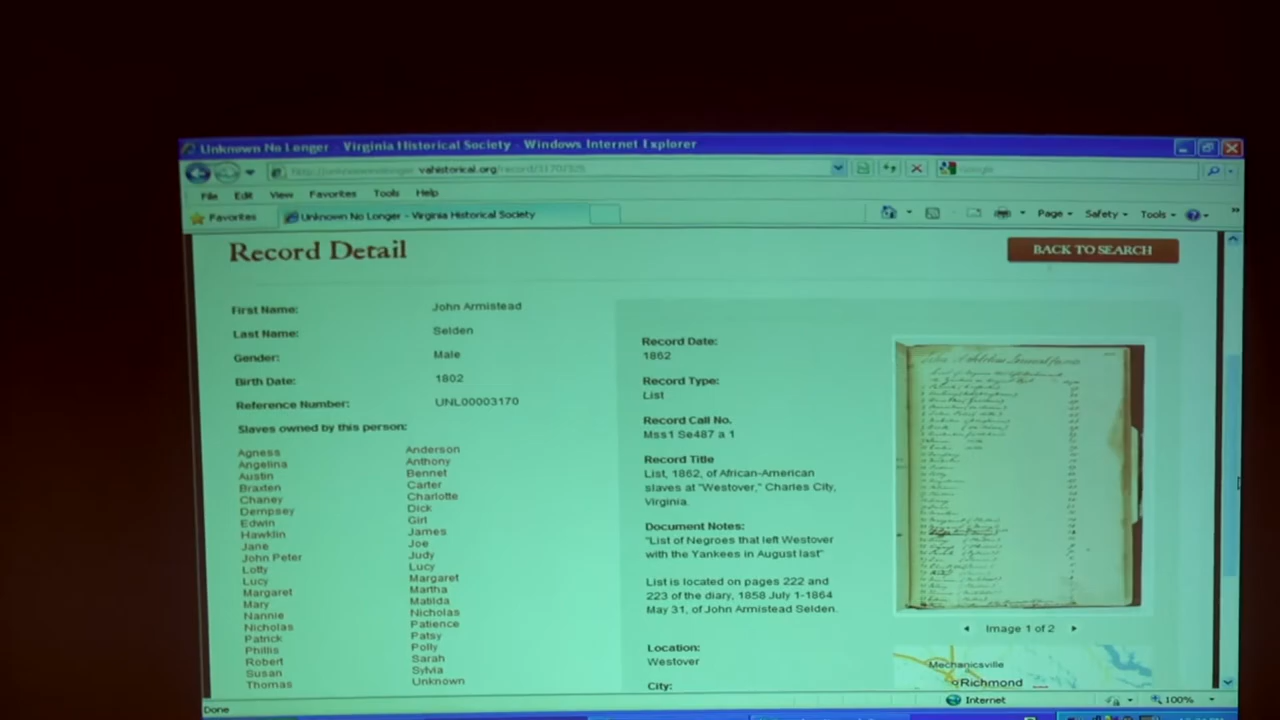 Unknown No Longer - Virginia Historical Society - Windows Internet Explorer
vahistorical.org
File Edit View Favorites Tools Help
Favorites Unknown No Longer - Virginia Historical Society Page Safety Tools
Record Detail
BACK TO SEARCH
First Name: John Armistead
Last Name: Selden
Gender: Male
Birth Date: 1802
Reference Number: UNL00003170
Slaves owned by this person:
Agness Anderson
Angelina Anthony
Austin Bennet
Braxten Carter
Chaney Charlotte
Dempsey Dick
Edwin Girl
Hawklin James
Jane Joe
John Peter Judy
Lotty Lucy
Lucy Margaret
Margaret Martha
Mary Matilda
Nannie Nicholas
Nicholas Patience
Patrick Patsy
Phillis Polly
Robert Sarah
Susan Sylvia
Thomas Unknown
Record Date:
1862
Record Type:
List
Record Call No.
Mss1 Se487 a 1
Record Title
List, 1862, of African-American
slaves at "Westover," Charles City,
Virginia.
Document Notes:
"List of Negroes that left Westover
with the Yankees in August last"
List is located on pages 222 and
223 of the diary, 1858 July 1-1864
May 31, of John Armistead Selden.
Location:
Westover
City:
Image 1 of 2
Mechanicsville
Richmond
Done
Internet
100%